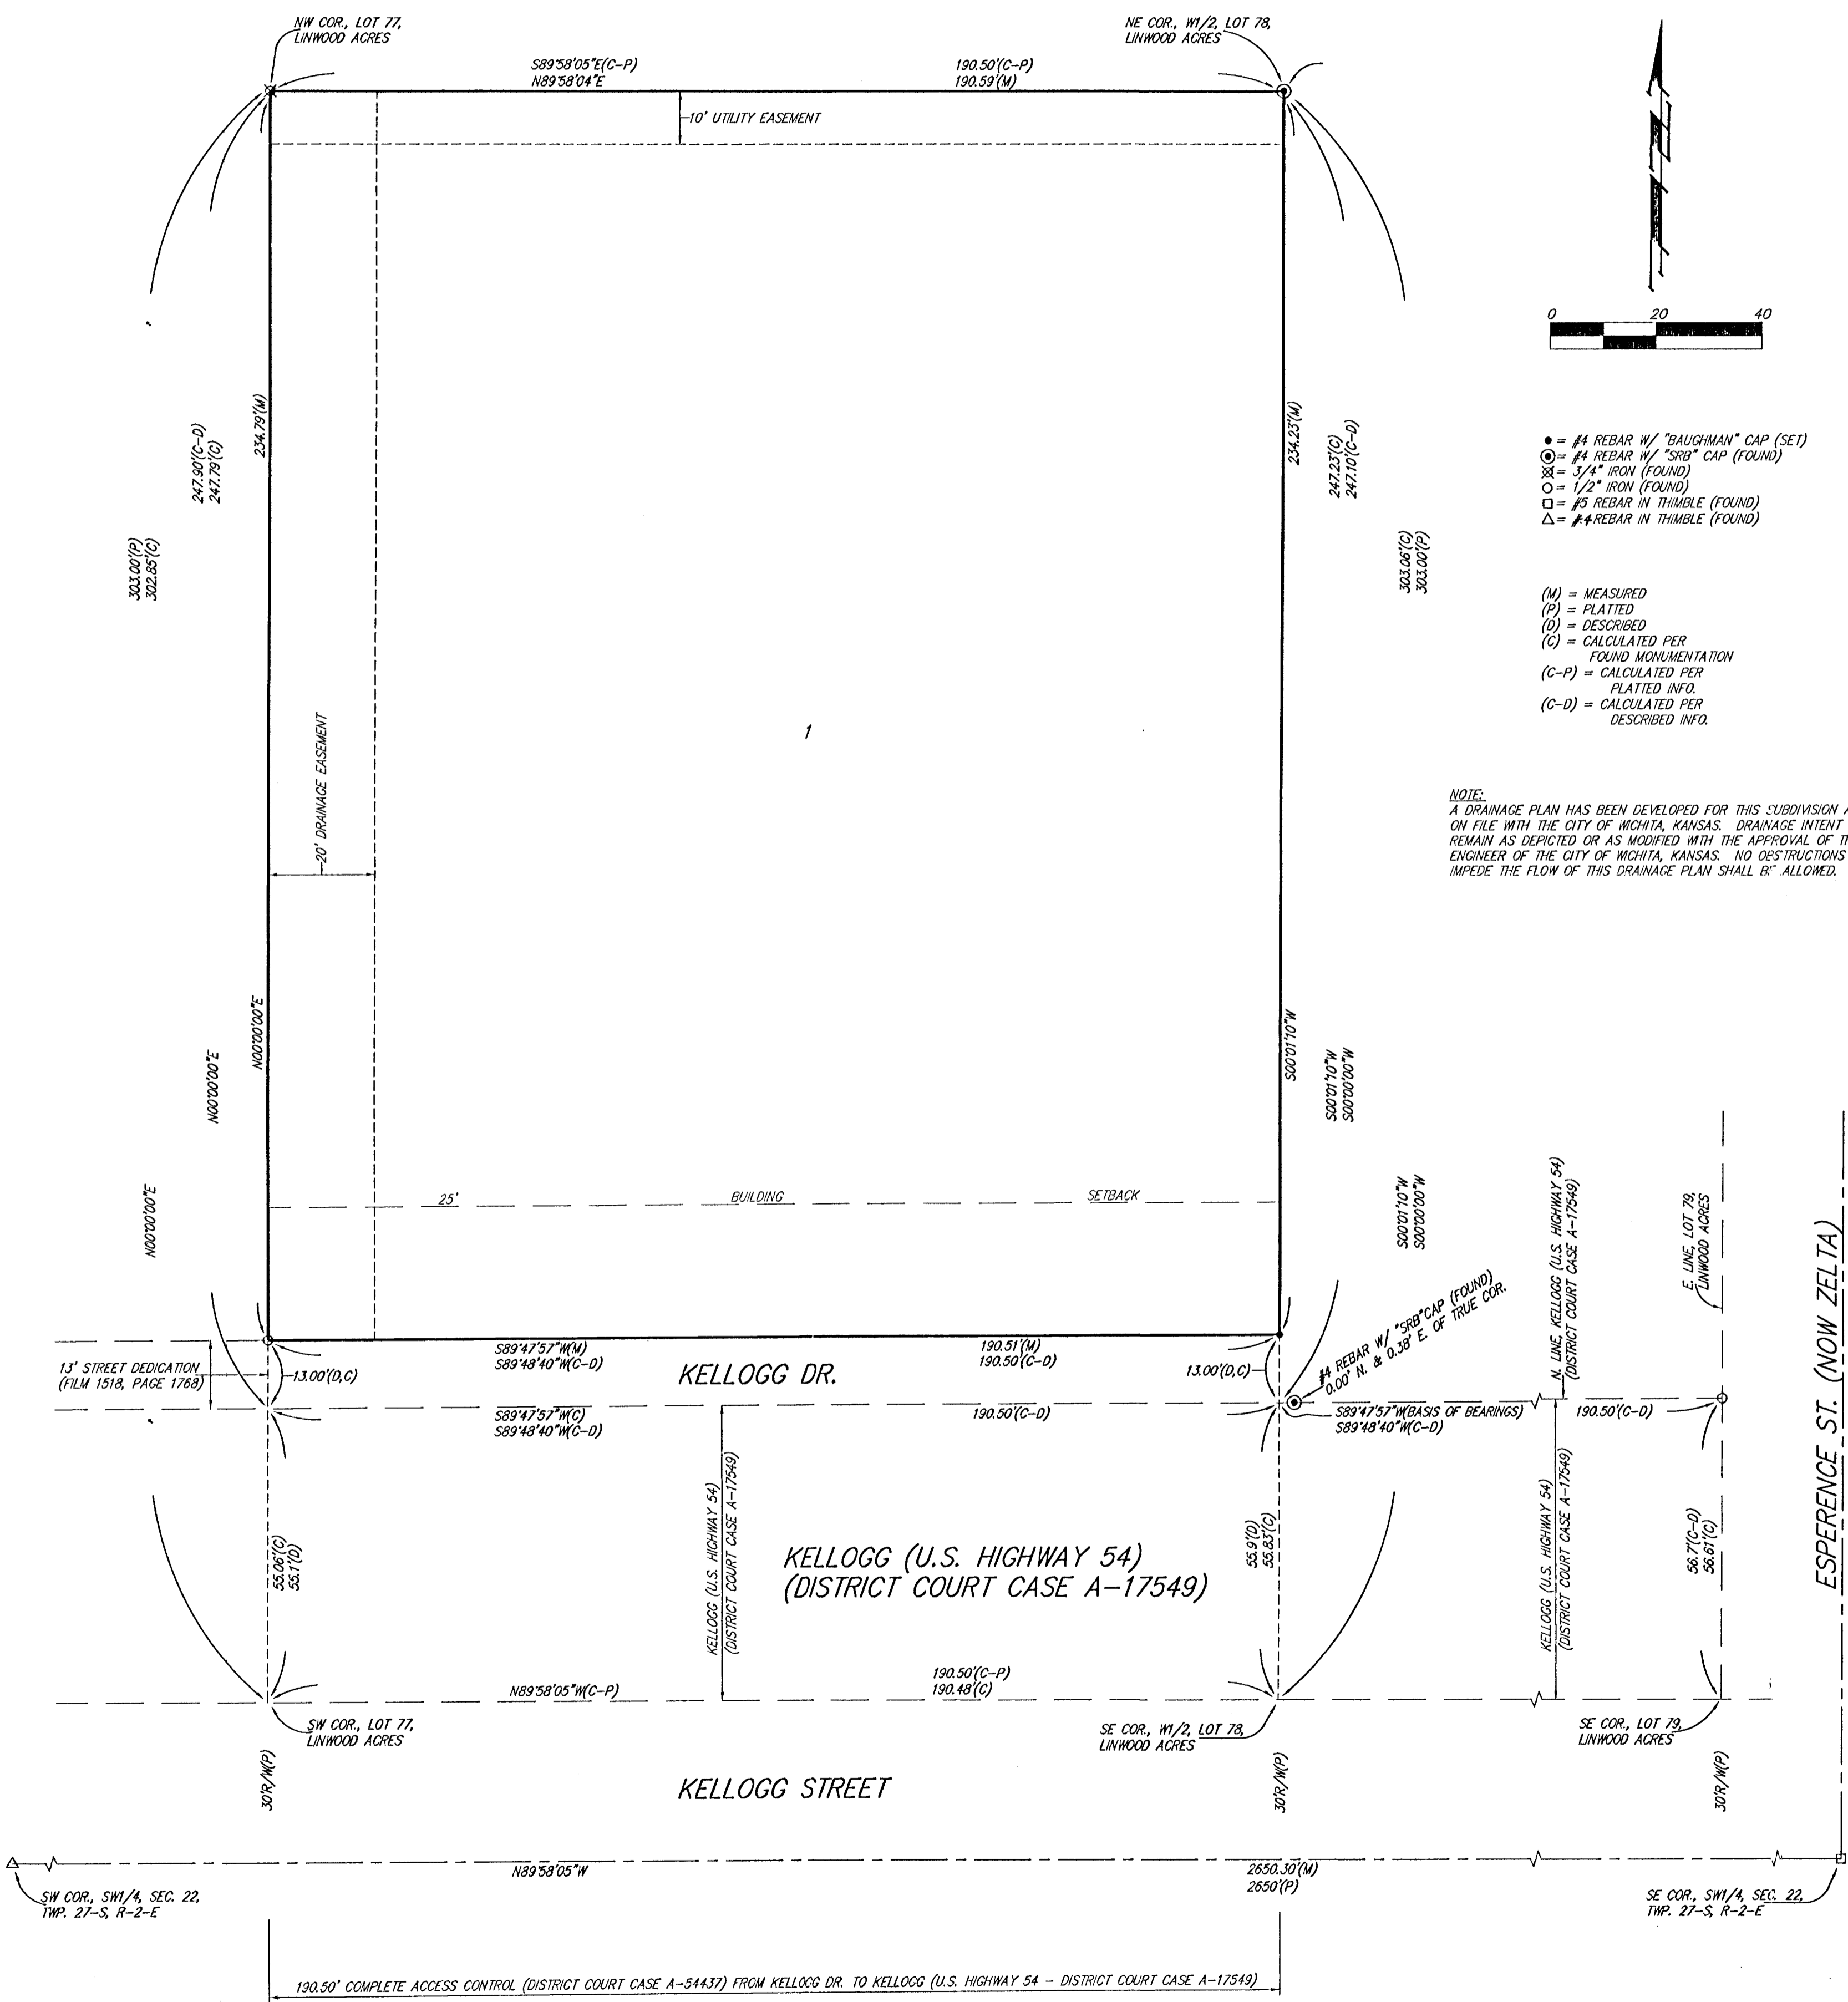 NW COR., LOT 77,
LINWOOD ACRES
NE COR., W1/2, LOT 78,
LINWOOD ACRES
S89°58'05"E(C-P)
N89°58'04"E
190.50'(C-P)
190.59'(M)
10' UTILITY EASEMENT
0 20 40
234.79'(M)
247.90'(C-D)
247.79'(C)
303.00'(P)
302.85'(C)
234.23'(M)
247.23'(C)
247.10'(C-D)
303.06'(C)
303.00'(P)
● = #4 REBAR W/ "BAUGHMAN" CAP (SET)
= #4 REBAR W/ "SRB" CAP (FOUND)
= 3/4" IRON (FOUND)
○ = 1/2" IRON (FOUND)
□ = #5 REBAR IN THIMBLE (FOUND)
△ = #4 REBAR IN THIMBLE (FOUND)
(M) = MEASURED
(P) = PLATTED
(D) = DESCRIBED
(C) = CALCULATED PER
FOUND MONUMENTATION
(C-P) = CALCULATED PER
PLATTED INFO.
(C-D) = CALCULATED PER
DESCRIBED INFO.
20' DRAINAGE EASEMENT
1
NOTE:
A DRAINAGE PLAN HAS BEEN DEVELOPED FOR THIS SUBDIVISION
ON FILE WITH THE CITY OF WICHITA, KANSAS. DRAINAGE INTENT
REMAIN AS DEPICTED OR AS MODIFIED WITH THE APPROVAL OF
ENGINEER OF THE CITY OF WICHITA, KANSAS. NO OBSTRUCTIONS
IMPEDE THE FLOW OF THIS DRAINAGE PLAN SHALL BE ALLOWED.
N00°00'00"E
N00°00'00"E
N00°00'00"E
S00°01'10"W
S00°01'10"W
S00°00'00"W
S00°01'10"W
S00°00'00"W
25' BUILDING SETBACK
N. LINE, KELLOGG (U.S. HIGHWAY 54)
(DISTRICT COURT CASE A-17549)
E. LINE, LOT 79,
LINWOOD ACRES
ESPERENCE ST. (NOW ZELTA)
#4 REBAR W/ "SRB" CAP (FOUND)
0.00' N. & 0.38' E. OF TRUE COR.
13' STREET DEDICATION
(FILM 1518, PAGE 1768)
13.00'(D,C)
S89°47'57"W(M)
S89°48'40"W(C-D)
190.51'(M)
190.50'(C-D)
KELLOGG DR.
13.00'(D,C)
S89°47'57"W(C)
S89°48'40"W(C-D)
190.50'(C-D)
S89°47'57"W(BASIS OF BEARINGS)
S89°48'40"W(C-D)
190.50'(C-D)
55.06'(C)
55.1'(D)
KELLOGG (U.S. HIGHWAY 54)
(DISTRICT COURT CASE A-17549)
KELLOGG (U.S. HIGHWAY 54)
(DISTRICT COURT CASE A-17549)
55.9'(D)
55.83'(C)
KELLOGG (U.S. HIGHWAY 54)
(DISTRICT COURT CASE A-17549)
56.7'(C-D)
56.61'(C)
N89°58'05"W(C-P)
190.50'(C-P)
190.48'(C)
SW COR., LOT 77,
LINWOOD ACRES
SE COR., W1/2, LOT 78,
LINWOOD ACRES
SE COR., LOT 79,
LINWOOD ACRES
30'R/W(P)
KELLOGG STREET
30'R/W(P)
30'R/W(P)
N89°58'05"W
2650.30'(M)
2650'(P)
SW COR., SW1/4, SEC. 22,
TWP. 27-S, R-2-E
SE COR., SW1/4, SEC. 22,
TWP. 27-S, R-2-E
190.50' COMPLETE ACCESS CONTROL (DISTRICT COURT CASE A-54437) FROM KELLOGG DR. TO KELLOGG (U.S. HIGHWAY 54 - DISTRICT COURT CASE A-17549)